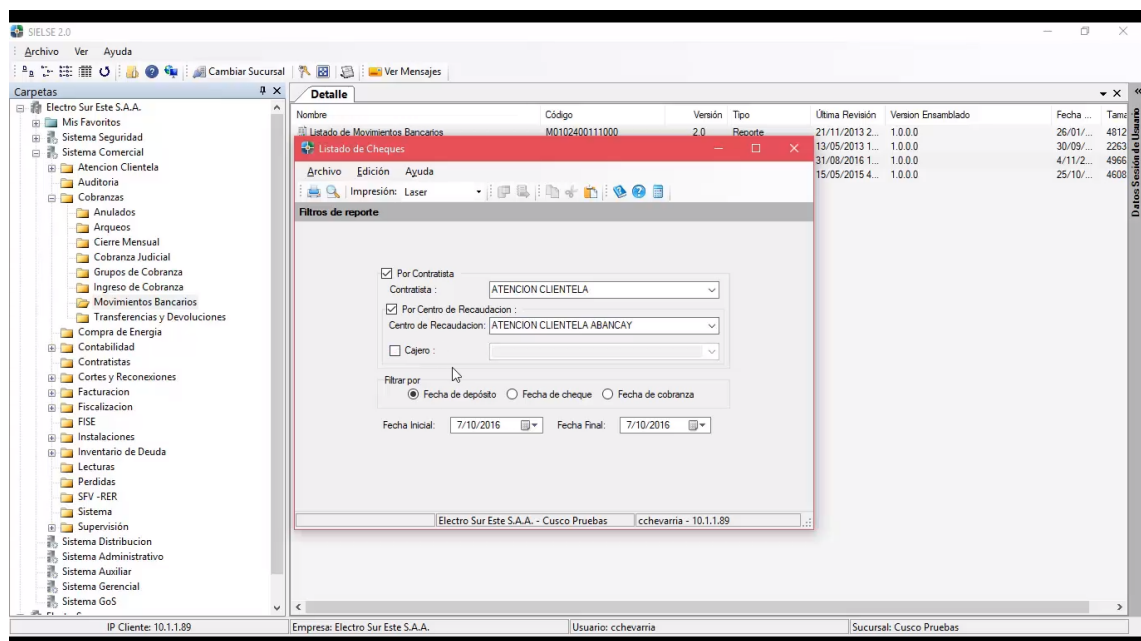 SIELSE 2.0
Archivo Ver Ayuda
Cambiar Sucursal Ver Mensajes
Carpetas
Electro Sur Este S.A.A.
Mis Favoritos
Sistema Seguridad
Sistema Comercial
Atencion Clientela
Auditoria
Cobranzas
Anulados
Arqueos
Cierre Mensual
Cobranza Judicial
Grupos de Cobranza
Ingreso de Cobranza
Movimientos Bancarios
Transferencias y Devoluciones
Compra de Energia
Contabilidad
Contratistas
Cortes y Reconexiones
Facturacion
Fiscalizacion
FISE
Instalaciones
Inventario de Deuda
Lecturas
Perdidas
SFV -RER
Sistema
Supervisión
Sistema Distribucion
Sistema Administrativo
Sistema Auxiliar
Sistema Gerencial
Sistema GoS
Detalle
Nombre Código Versión Tipo Última Revisión Version Ensamblado Fecha ... Tama
Listado de Movimientos Bancarios M0102400111000 2.0 Reporte 21/11/2013 2... 1.0.0.0 26/01/... 4812
13/05/2013 1... 1.0.0.0 30/09/... 2263
31/08/2016 1... 1.0.0.0 4/11/2... 4966
15/05/2015 4... 1.0.0.0 25/10/... 4608
Listado de Cheques
Archivo Edición Ayuda
Impresión: Laser
Filtros de reporte
Por Contratista
Contratista : ATENCION CLIENTELA
Por Centro de Recaudacion :
Centro de Recaudacion: ATENCION CLIENTELA ABANCAY
Cajero :
Filtrar por
Fecha de depósito Fecha de cheque Fecha de cobranza
Fecha Inicial: 7/10/2016 Fecha Final: 7/10/2016
Electro Sur Este S.A.A. - Cusco Pruebas cchevarria - 10.1.1.89
Datos Sesión de Usuario
IP Cliente: 10.1.1.89 Empresa: Electro Sur Este S.A.A. Usuario: cchevarria Sucursal: Cusco Pruebas